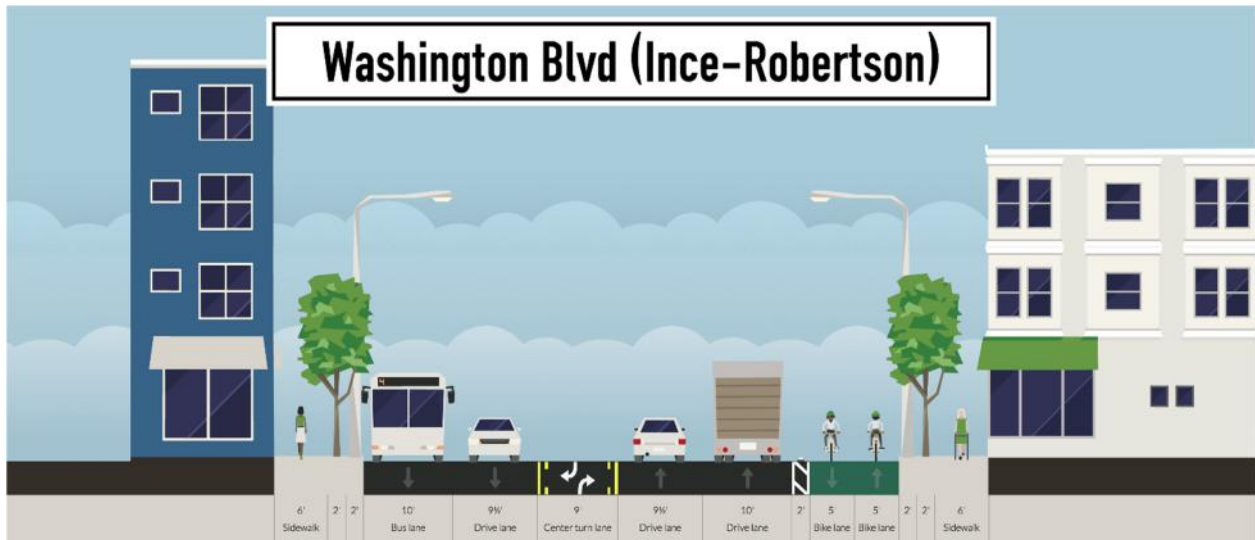 Washington Blvd (Ince-Robertson)
4
6' 2' 2' 10' 9½' 9' 9½' 10' 2' 5' 5' 2' 2' 6'
Sidewalk Bus lane Drive lane Center turn lane Drive lane Drive lane Bike lane Bike lane Sidewalk